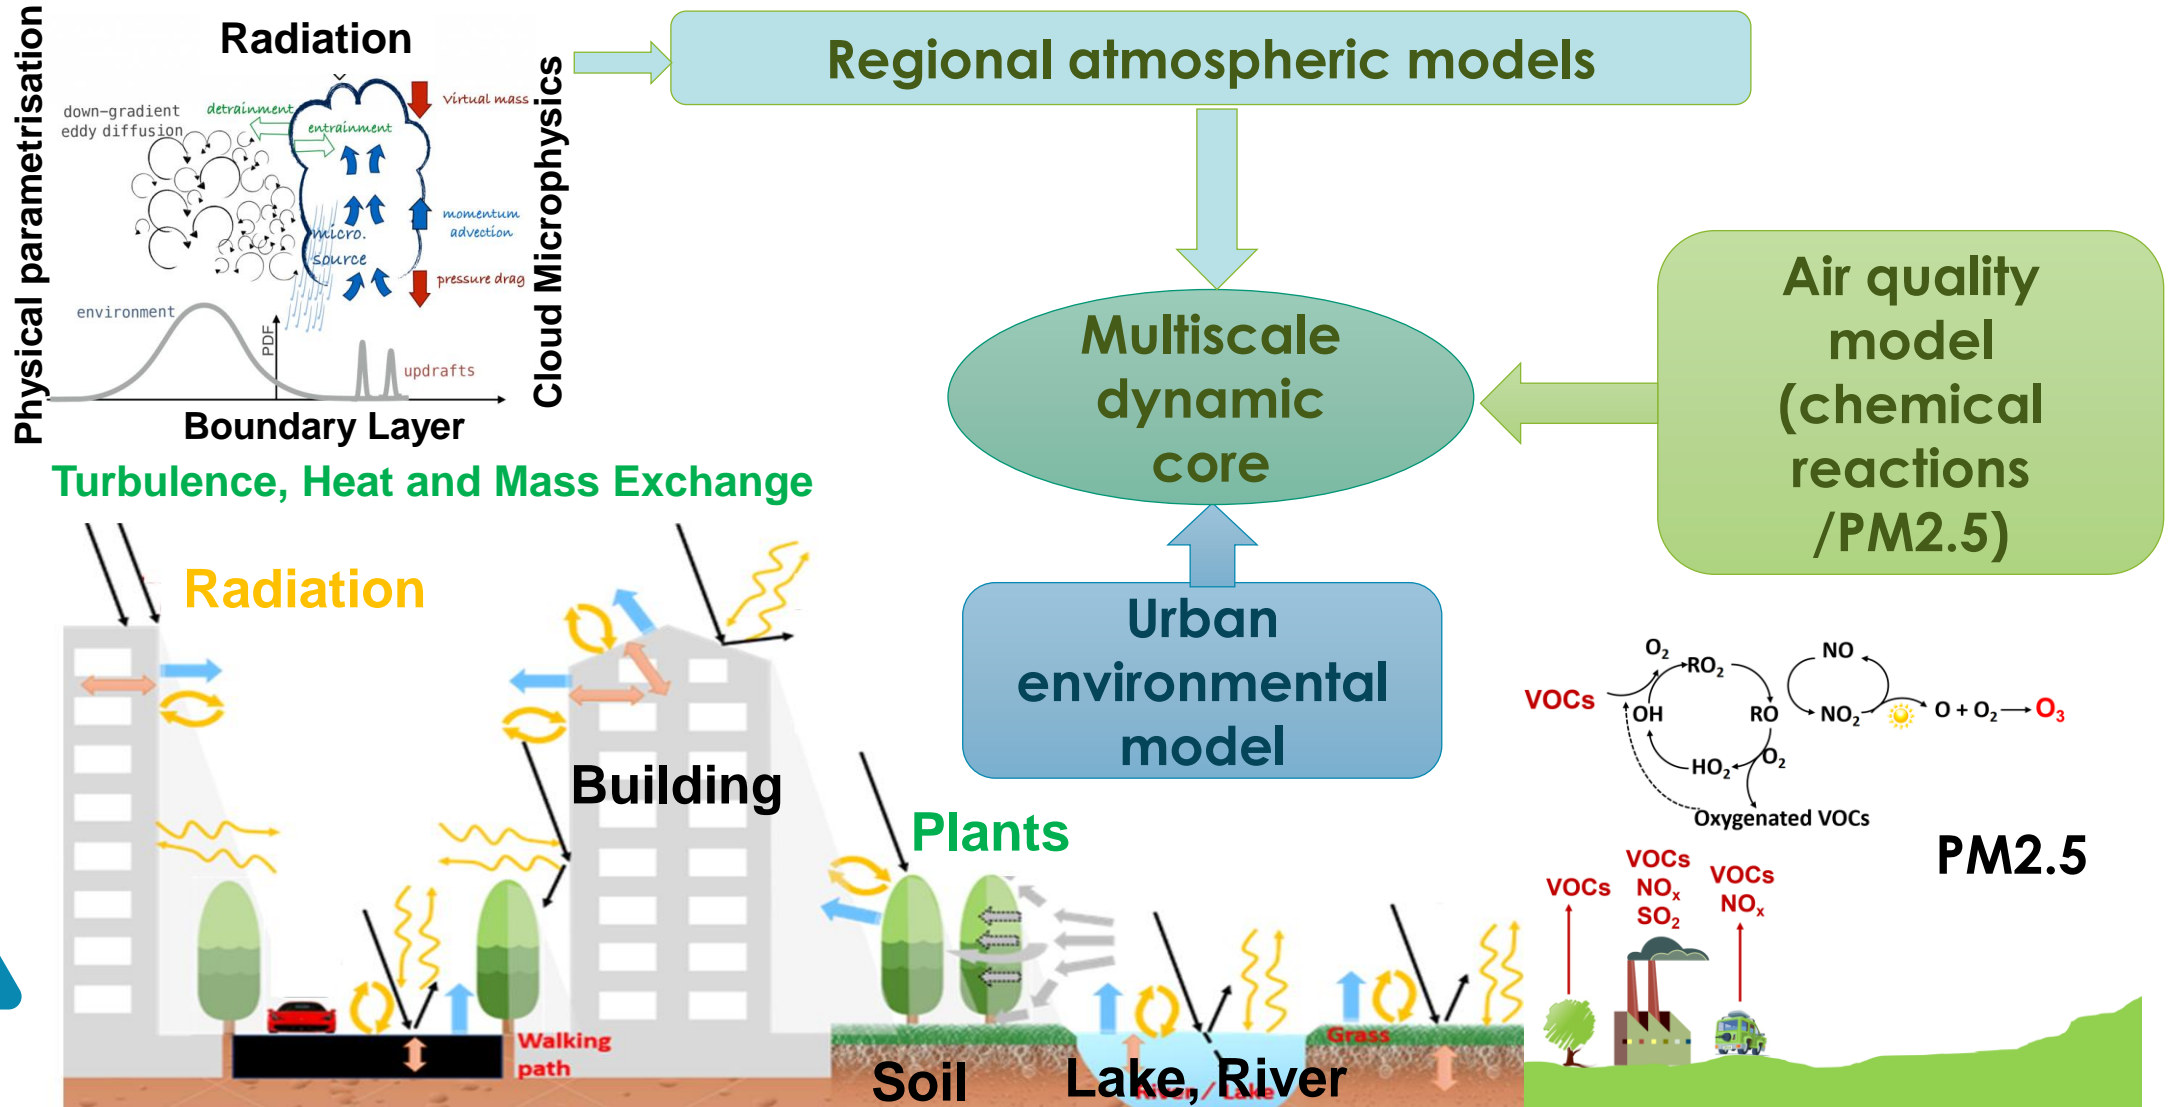 Physical parametrisation
Radiation
down-gradient
eddy diffusion
detrainment
entrainment
virtual mass
momentum
advection
micro.
source
pressure drag
environment
PDF
updrafts
Boundary Layer
Cloud Microphysics
Regional atmospheric models
Multiscale
dynamic
core
Air quality
model
(chemical
reactions
/PM2.5)
Urban
environmental
model
Turbulence, Heat and Mass Exchange
Radiation
Building
Plants
Walking
path
Soil
Lake, River
River / Lake
Grass
O₂
RO₂
NO
VOCs
OH
RO
NO₂
O + O₂
O₃
HO₂
O₂
Oxygenated VOCs
PM2.5
VOCs
VOCs
NOₓ
SO₂
VOCs
NOₓ